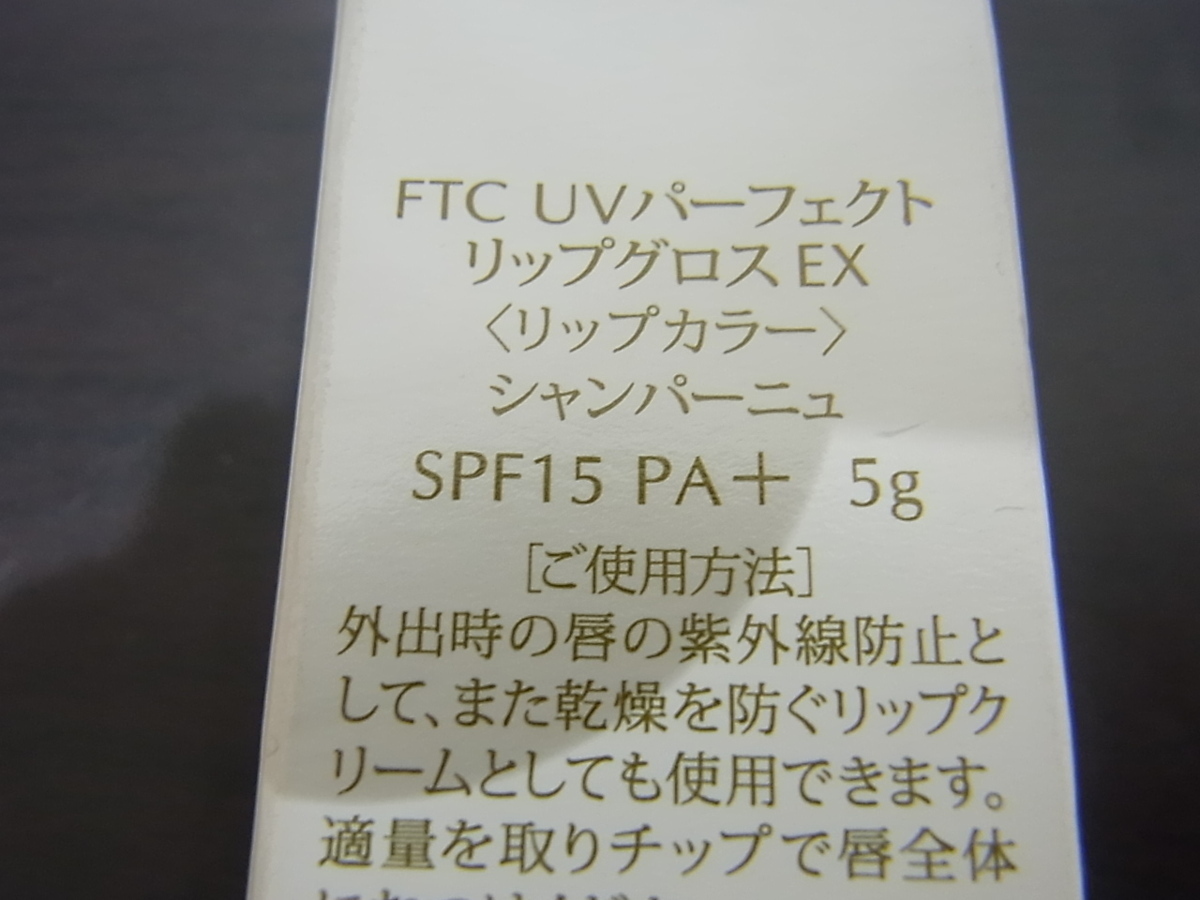 FTC UVパーフェクト
リップグロス EX
〈リップカラー〉
シャンパーニュ
SPF15 PA＋ 5g
［ご使用方法］
外出時の唇の紫外線防止と
して、また乾燥を防ぐリップク
リームとしても使用できます。
適量を取りチップで唇全体